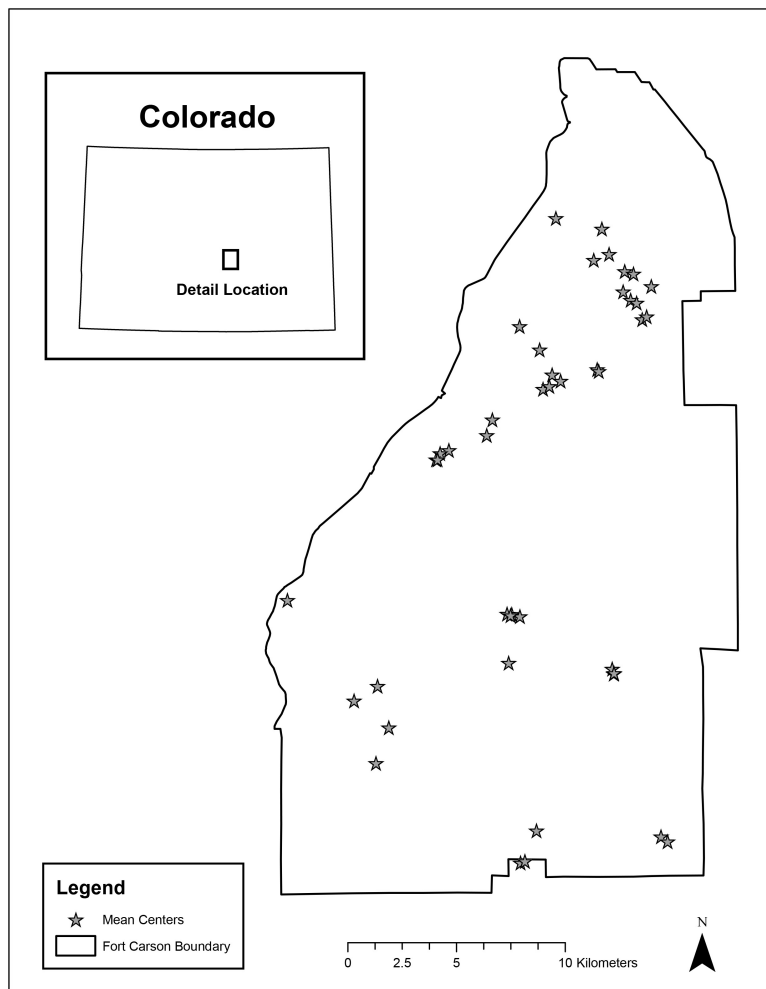 Colorado
Detail Location
Legend
Mean Centers
Fort Carson Boundary
0 2.5 5 10 Kilometers
N